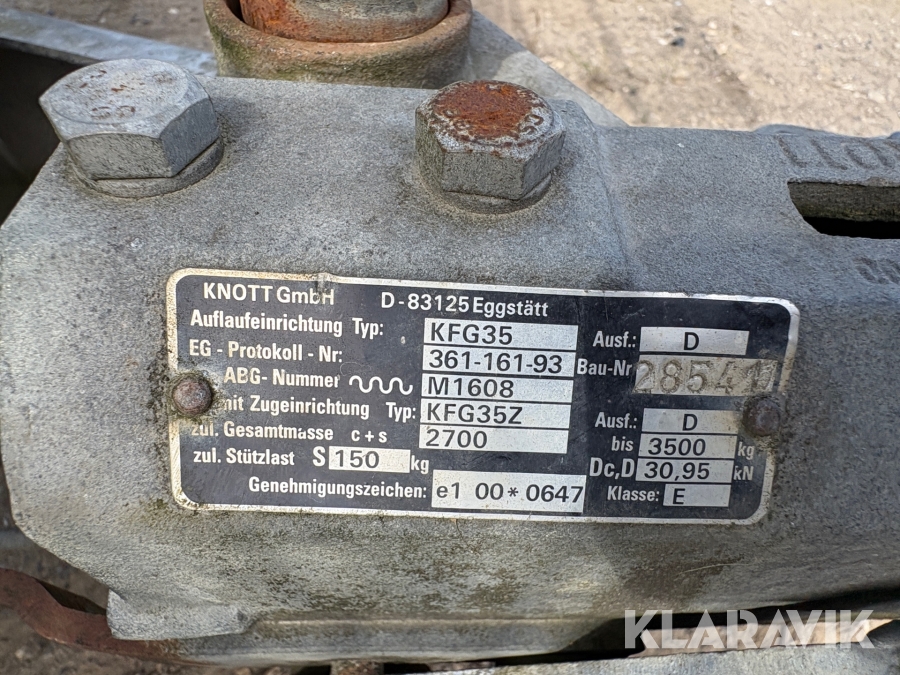 KNOTT GmbH D-83125 Eggstätt
Auflaufeinrichtung Typ: KFG35 Ausf.: D
EG - Protokoll - Nr: 361-161-93 Bau-Nr 28541
ABG- Nummer M1608
mit Zugeinrichtung Typ: KFG35Z Ausf.: D
zul. Gesamtmasse c+s 2700 bis 3500 kg
zul. Stützlast S 150 kg Dc,D 30,95 kN
Genehmigungszeichen: e1 00*0647 Klasse: E
KLARAVIK